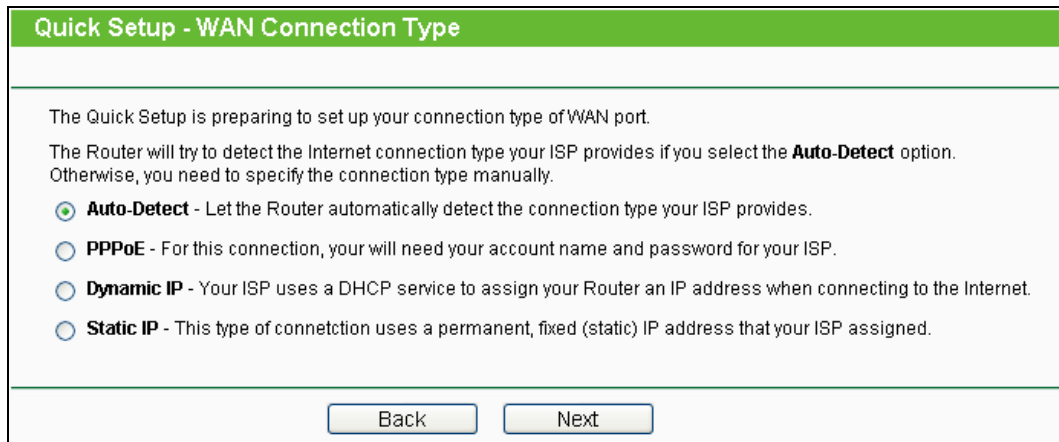 Quick Setup - WAN Connection Type
The Quick Setup is preparing to set up your connection type of WAN port.
The Router will try to detect the Internet connection type your ISP provides if you select the Auto-Detect option.
Otherwise, you need to specify the connection type manually.
Auto-Detect - Let the Router automatically detect the connection type your ISP provides.
PPPoE - For this connection, your will need your account name and password for your ISP.
Dynamic IP - Your ISP uses a DHCP service to assign your Router an IP address when connecting to the Internet.
Static IP - This type of connetction uses a permanent, fixed (static) IP address that your ISP assigned.
Back Next